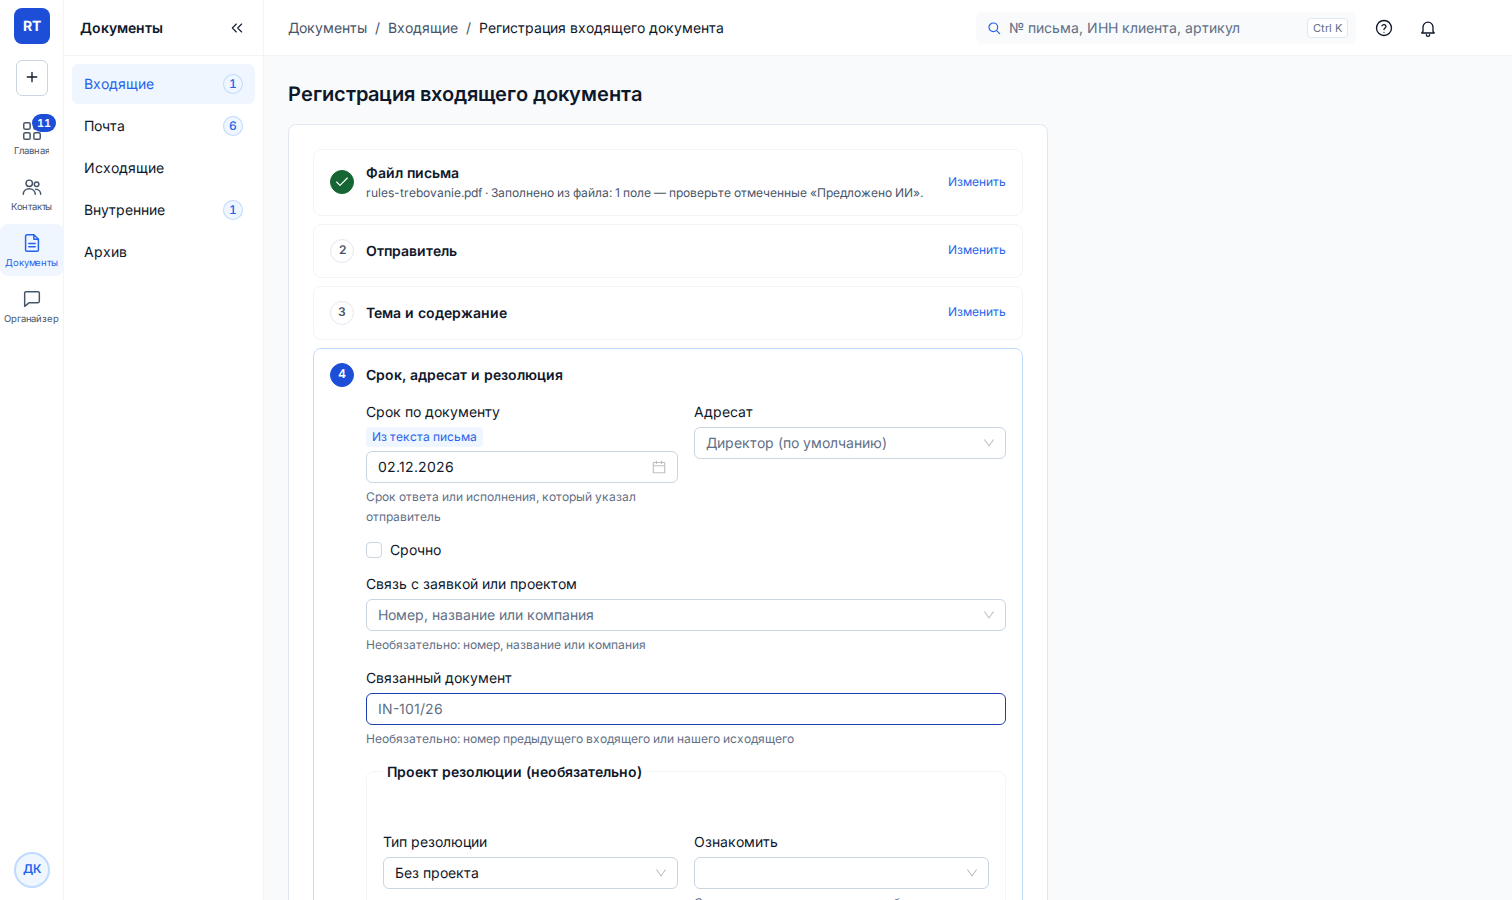 RT
Документы
Документы / Входящие / Регистрация входящего документа
№ письма, ИНН клиента, артикул
Ctrl K
11
Главная
Контакты
Документы
Органайзер
ДК
Входящие 1
Почта 6
Исходящие
Внутренние 1
Архив
Регистрация входящего документа
Файл письма
rules-trebovanie.pdf · Заполнено из файла: 1 поле — проверьте отмеченные «Предложено ИИ».
Изменить
2 Отправитель Изменить
3 Тема и содержание Изменить
4 Срок, адресат и резолюция
Срок по документу
Из текста письма
02.12.2026
Срок ответа или исполнения, который указал
отправитель
Адресат
Директор (по умолчанию)
Срочно
Связь с заявкой или проектом
Номер, название или компания
Необязательно: номер, название или компания
Связанный документ
IN-101/26
Необязательно: номер предыдущего входящего или нашего исходящего
Проект резолюции (необязательно)
Тип резолюции
Без проекта
Ознакомить